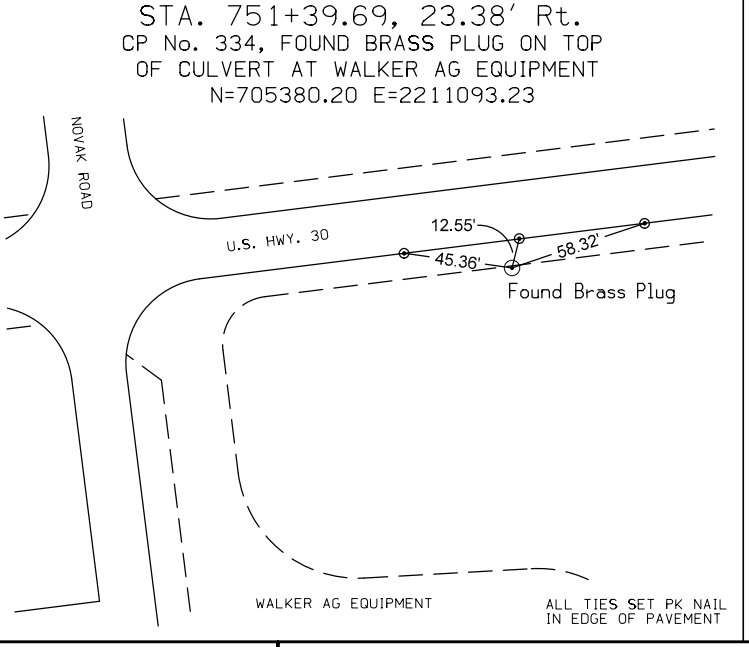 STA. 751+39.69, 23.38' Rt.
CP No. 334, FOUND BRASS PLUG ON TOP
OF CULVERT AT WALKER AG EQUIPMENT
N=705380.20 E=2211093.23
NOVAK ROAD
U.S. HWY. 30
12.55'
45.36'
58.32'
Found Brass Plug
WALKER AG EQUIPMENT
ALL TIES SET PK NAIL
IN EDGE OF PAVEMENT